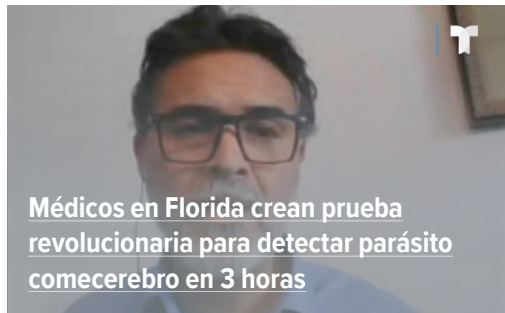 Médicos en Florida crean prueba
revolucionaria para detectar parásito
comecerebro en 3 horas